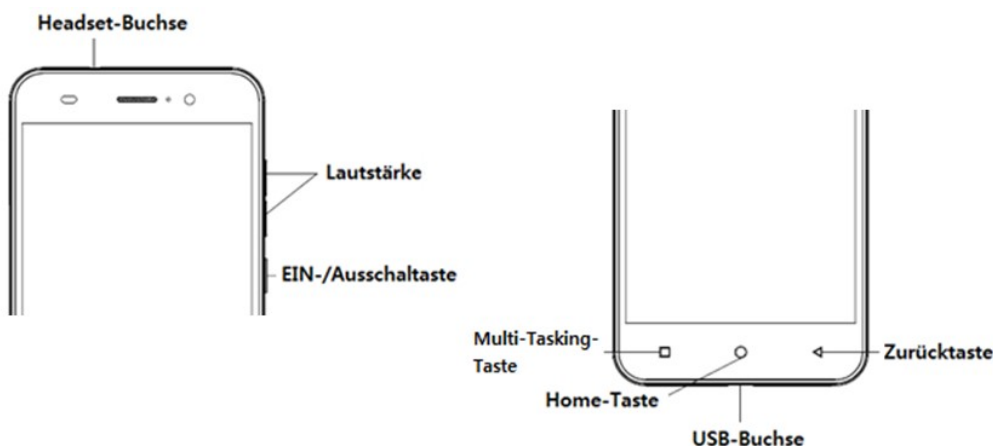 Headset-Buchse
Lautstärke
EIN-/Ausschaltaste
Multi-Tasking-
Taste
Zurücktaste
Home-Taste
USB-Buchse